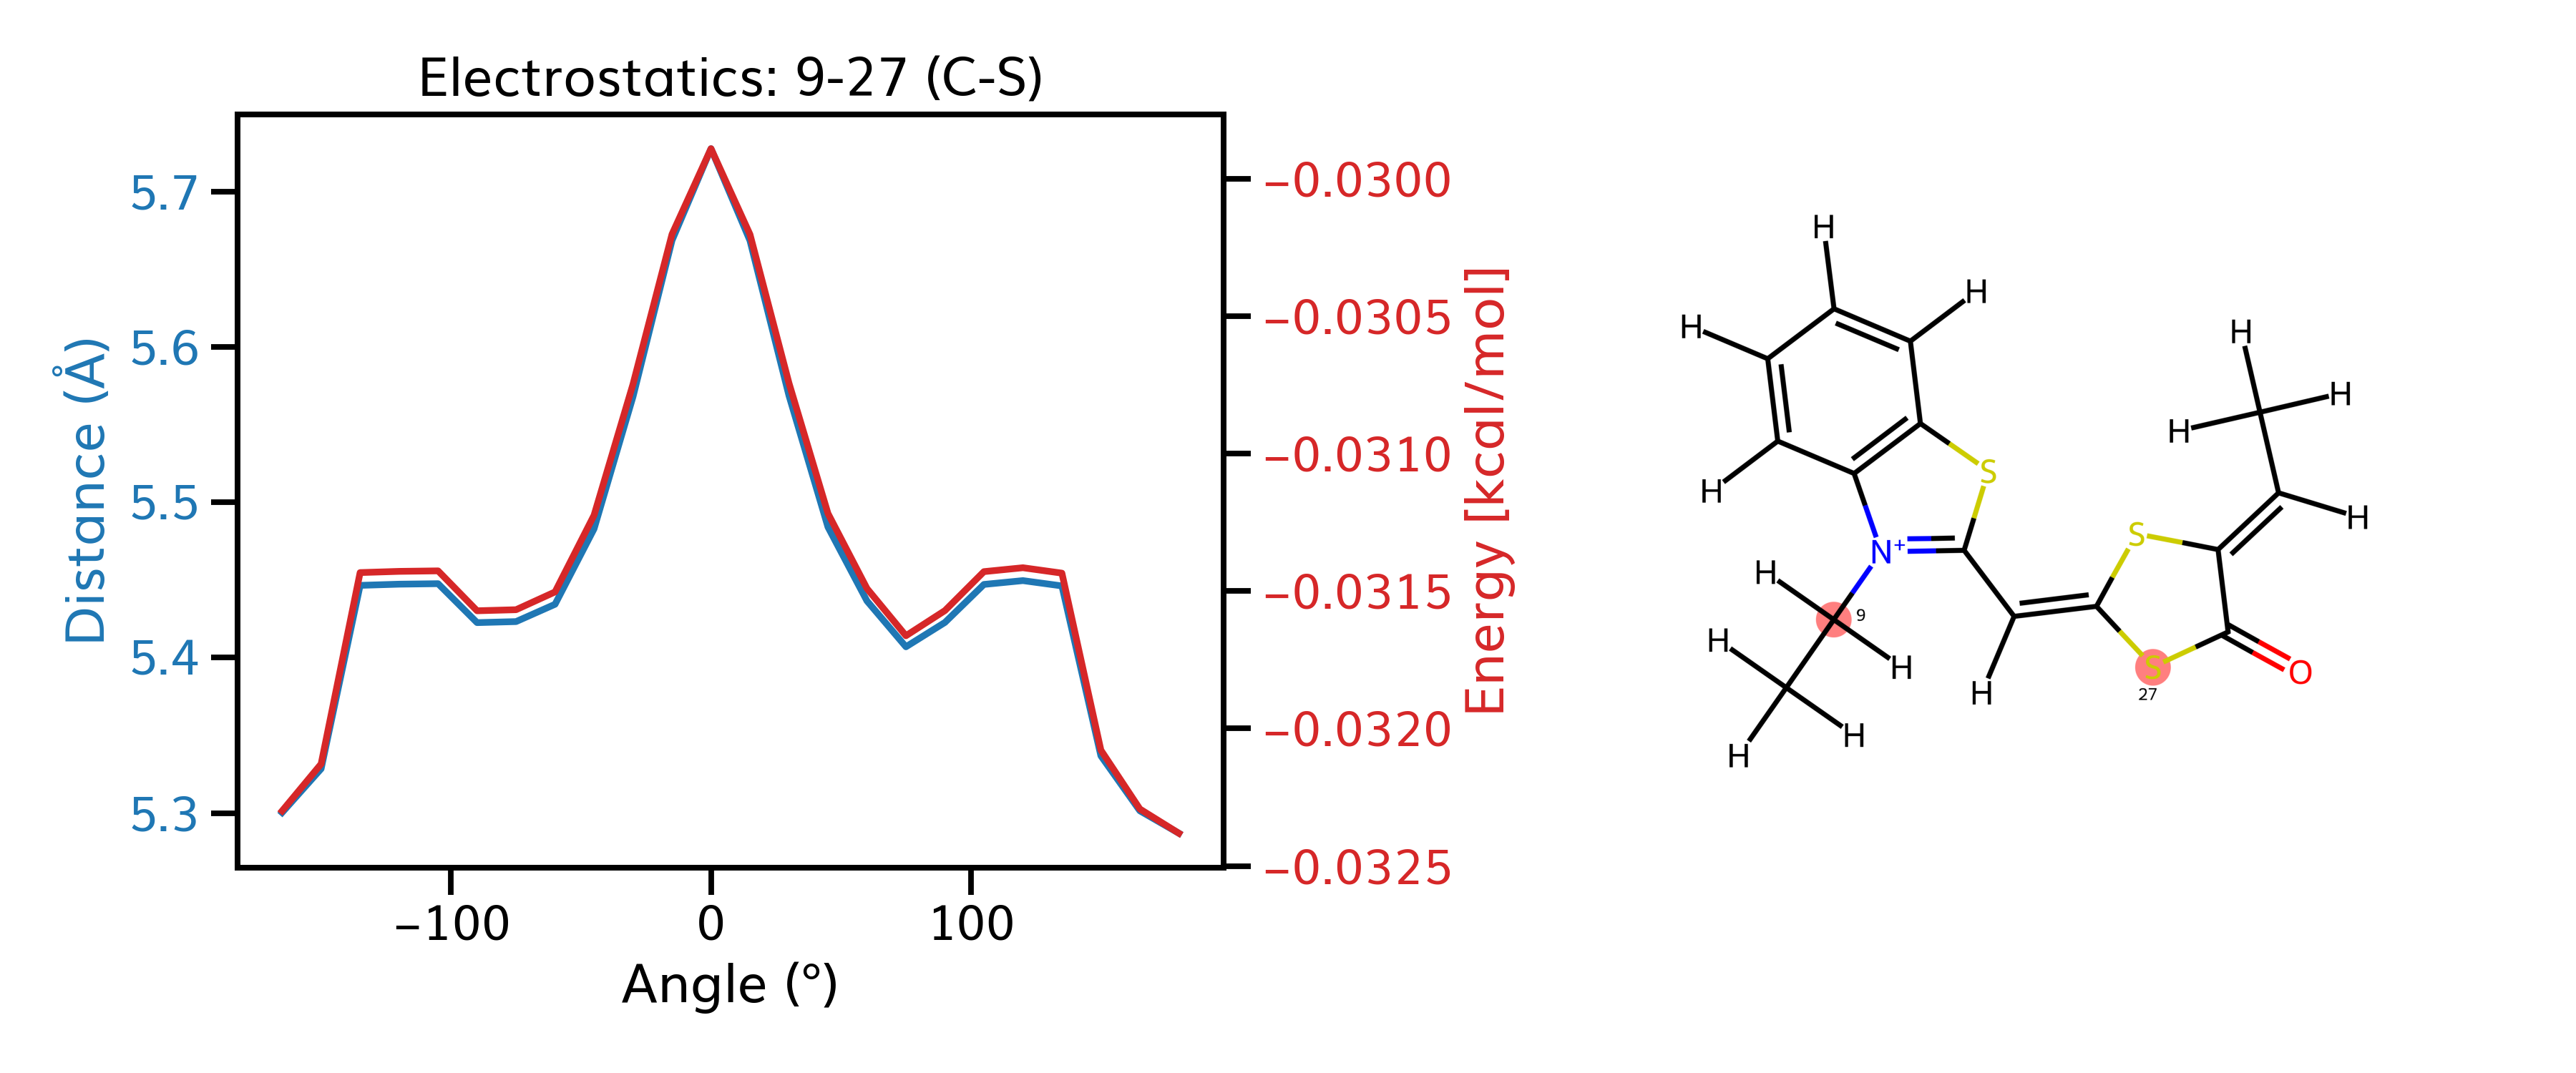 Electrostatics: 9-27 (C-S)
Distance (Å)
5.7
5.6
5.5
5.4
5.3
−100
0
100
Angle (°)
−0.0300
−0.0305
−0.0310
−0.0315
−0.0320
−0.0325
Energy [kcal/mol]
H
H
H
H
H
H
H
S
H
H
S
N+
H
9
H
H
S
27
O
H
H
H
H